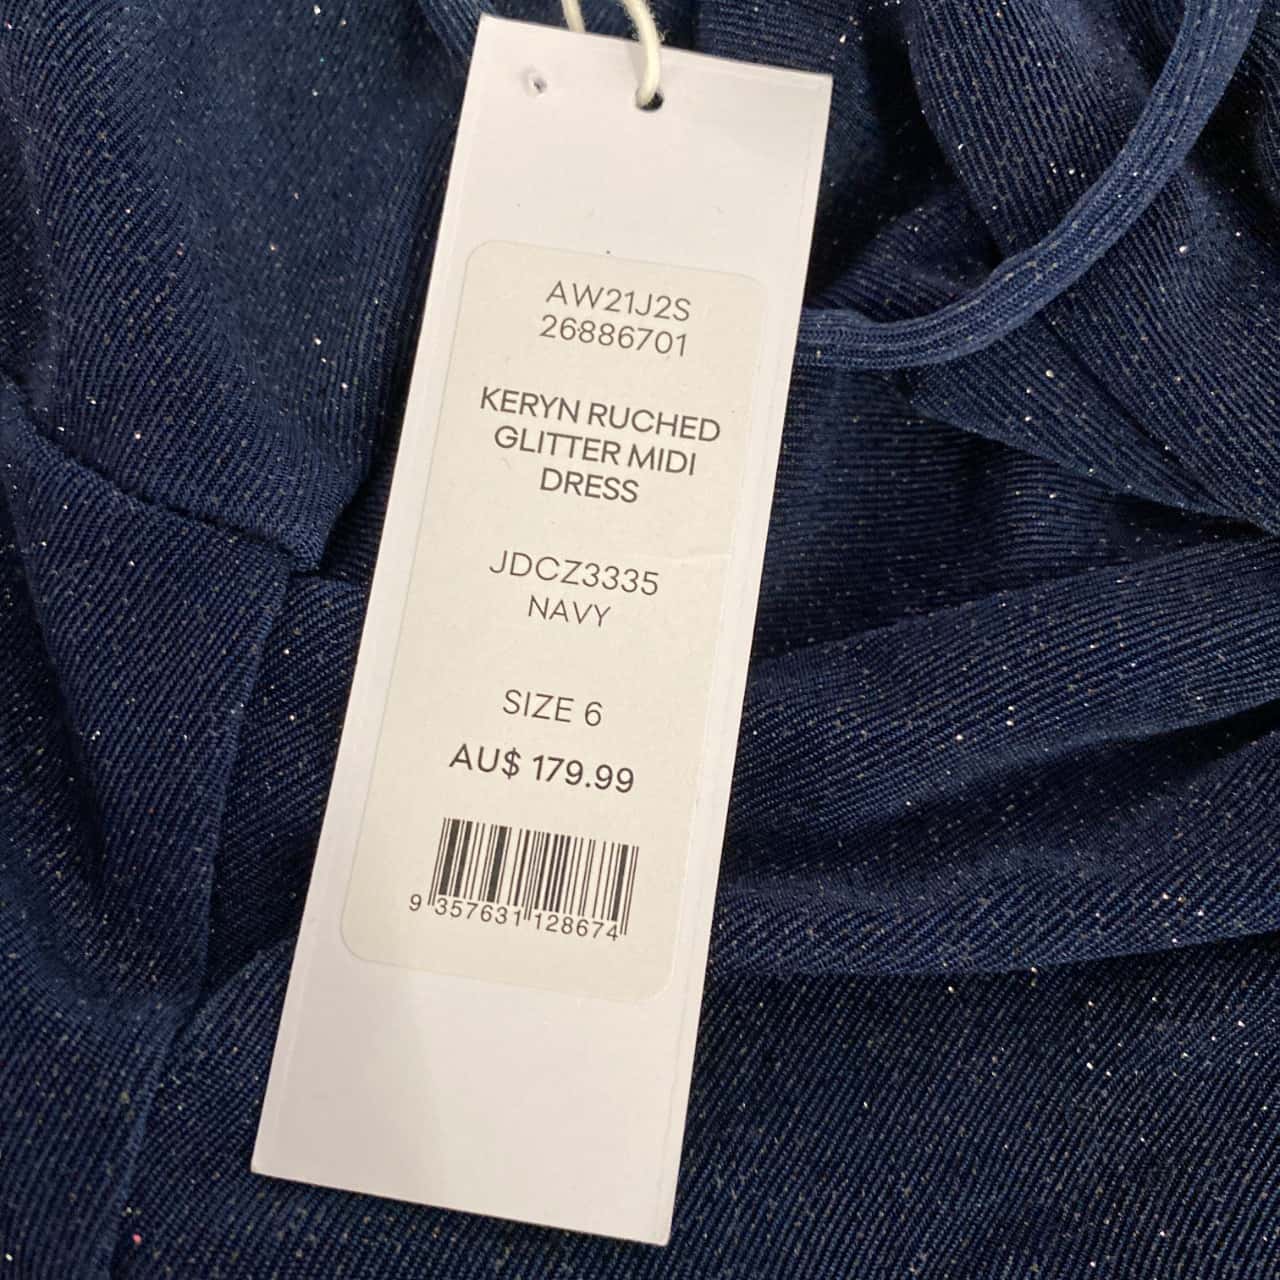 AW21J2S
26886701
KERYN RUCHED
GLITTER MIDI
DRESS
JDCZ3335
NAVY
SIZE 6
AU$ 179.99
9 357631 128674